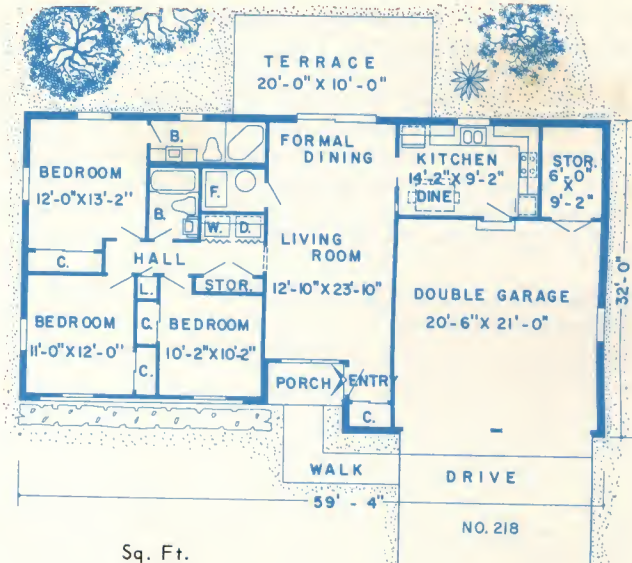 TERRACE
20'-0" X 10'-0"
B.
FORMAL
DINING
KITCHEN
14'-2" X 9'-2"
DINE
STOR.
6'-0"
X
9'-2"
BEDROOM
12'-0" X 13'-2"
F.
B.
W. D.
C.
HALL
LIVING
ROOM
12'-10" X 23'-10"
L.
STOR.
C.
BEDROOM
11'-0" X 12'-0"
BEDROOM
10'-2" X 10'-2"
C.
DOUBLE GARAGE
20'-6" X 21'-0"
32'-0"
PORCH
ENTRY
C.
WALK
DRIVE
59' - 4"
NO. 218
Sq. Ft.